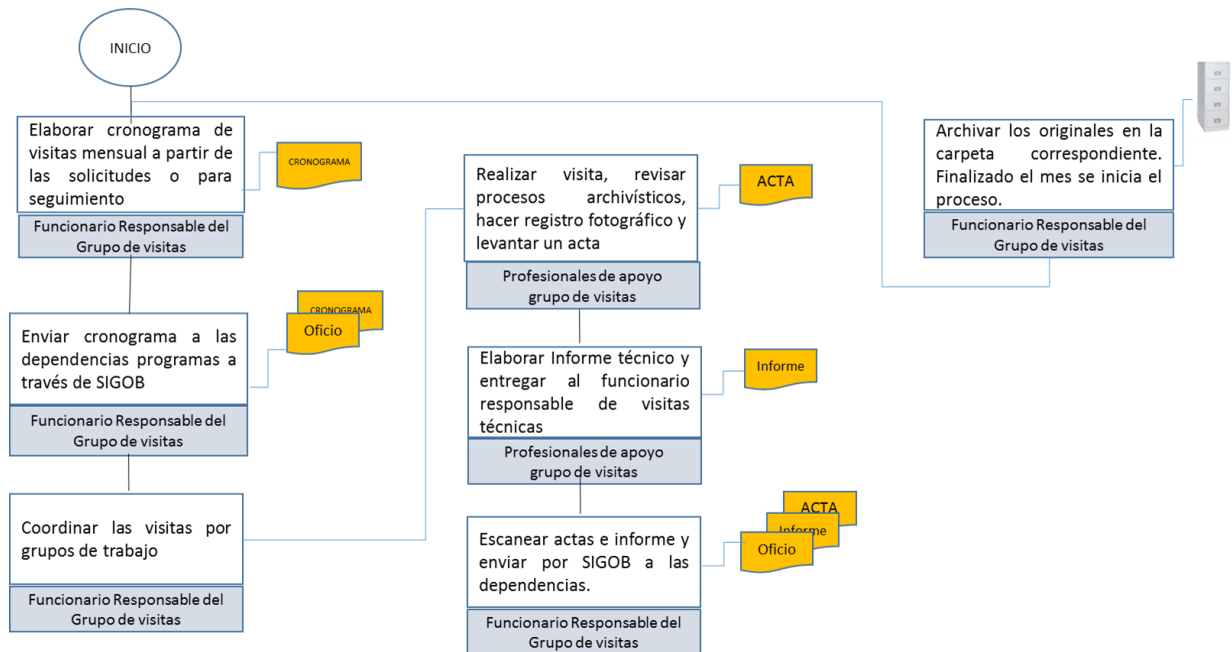 INICIO
Elaborar cronograma de
visitas mensual a partir de
las solicitudes o para
seguimiento
CRONOGRAMA
Funcionario Responsable del
Grupo de visitas
Enviar cronograma a las
dependencias programas a
través de SIGOB
CRONOGRAMA
Oficio
Funcionario Responsable del
Grupo de visitas
Coordinar las visitas por
grupos de trabajo
Funcionario Responsable del
Grupo de visitas
Realizar visita, revisar
procesos archivísticos,
hacer registro fotográfico y
levantar un acta
ACTA
Profesionales de apoyo
grupo de visitas
Elaborar Informe técnico y
entregar al funcionario
responsable de visitas
técnicas
Informe
Profesionales de apoyo
grupo de visitas
Escanear actas e informe y
enviar por SIGOB a las
dependencias.
ACTA
Informe
Oficio
Funcionario Responsable del
Grupo de visitas
Archivar los originales en la
carpeta correspondiente.
Finalizado el mes se inicia el
proceso.
Funcionario Responsable del
Grupo de visitas